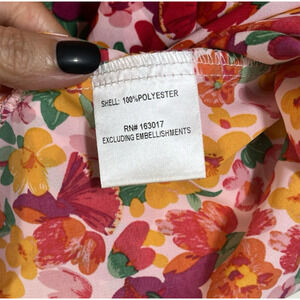 SHELL: 100%POLYESTER
RN# 163017
EXCLUDING EMBELLISHMENTS